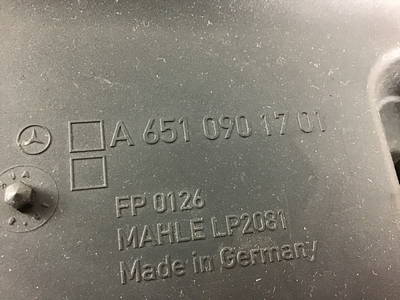 A 651 090 17 01
FP 0126
MAHLE LP2081
Made in Germany